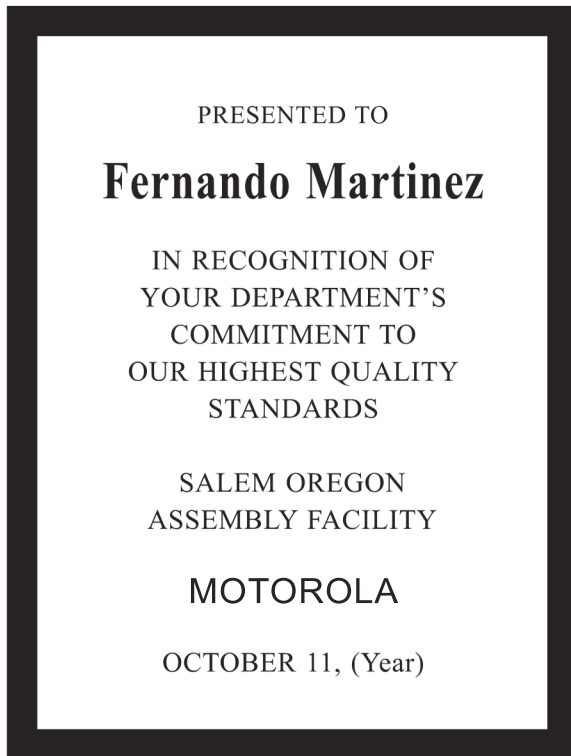 PRESENTED TO
Fernando Martinez
IN RECOGNITION OF
YOUR DEPARTMENT’S
COMMITMENT TO
OUR HIGHEST QUALITY
STANDARDS
SALEM OREGON
ASSEMBLY FACILITY
MOTOROLA
OCTOBER 11, (Year)